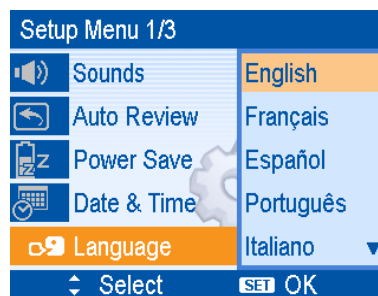 Setup Menu 1/3
Sounds
Auto Review
Power Save
Date & Time
Language
English
Français
Español
Português
Italiano
Select
SET OK